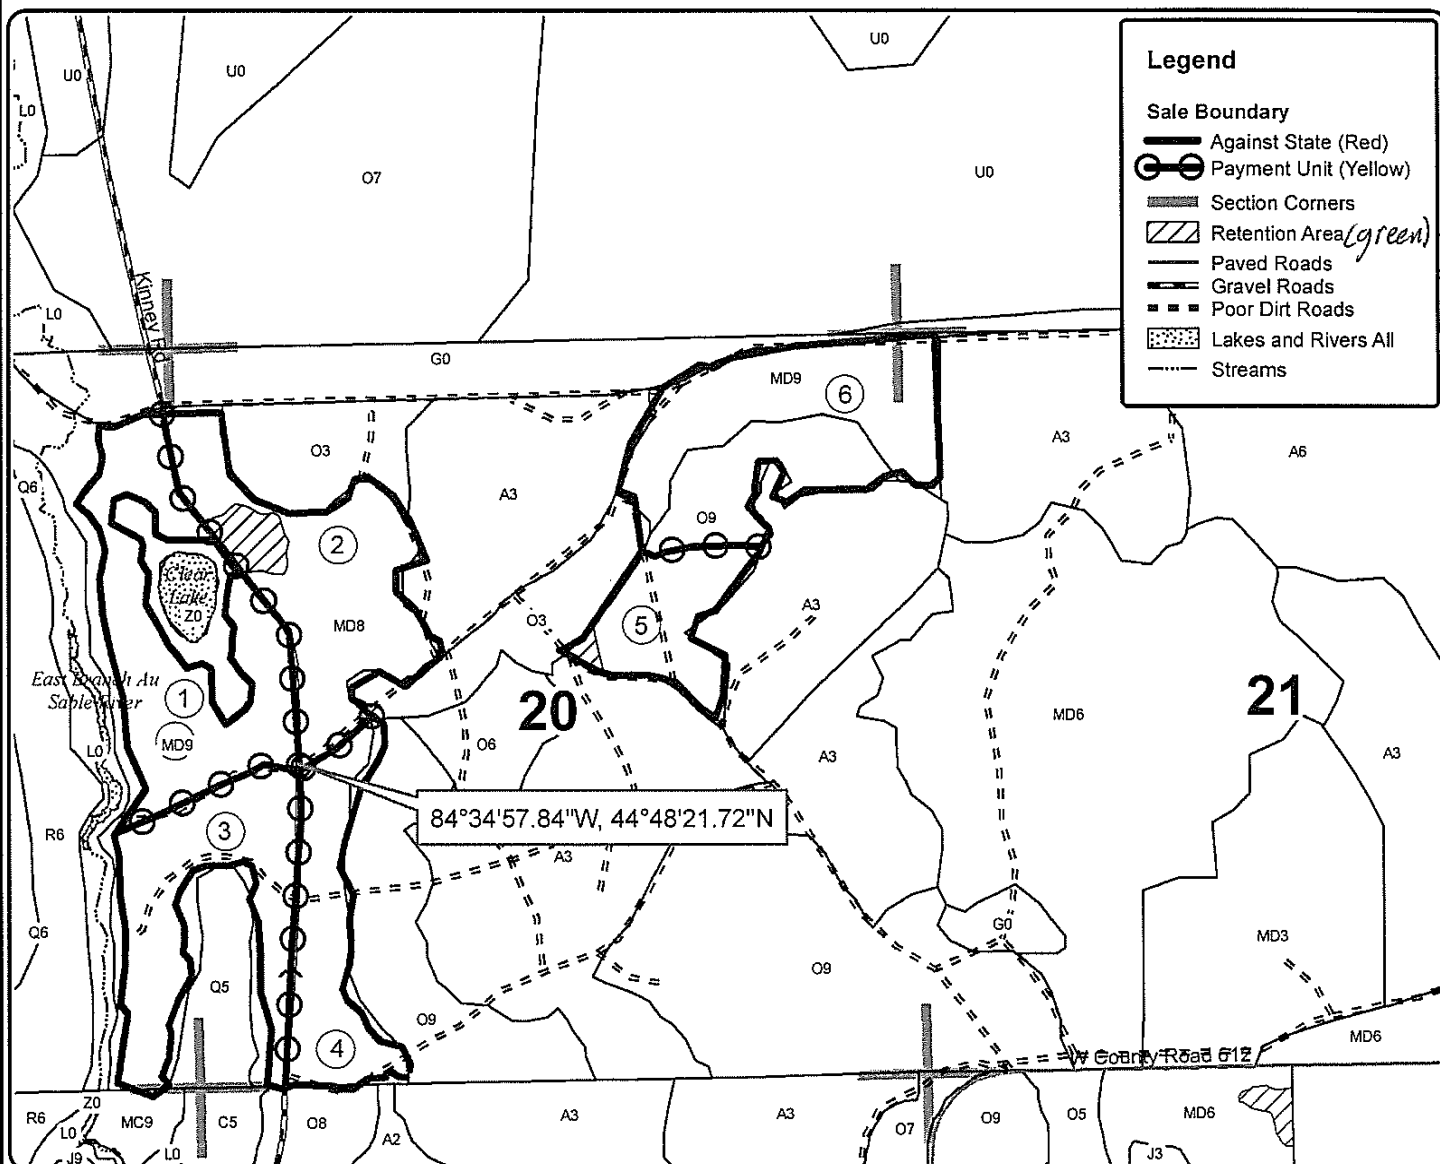 Legend
Sale Boundary
Against State (Red)
Payment Unit (Yellow)
Section Corners
Retention Area (green)
Paved Roads
Gravel Roads
Poor Dirt Roads
Lakes and Rivers All
Streams
U0
U0
U0
L0
O7
U0
Kinney Rd
L0
G0
MD9
6
O3
A3
A3
A6
Q6
O9
2
Clear
Lake
Z0
MD8
O3
5
A3
East Branch Au
Sable River
1
MD9
20
21
MD6
L0
O6
A3
A3
84°34'57.84"W, 44°48'21.72"N
R6
3
A3
Q6
G0
MD3
Q5
O9
O9
4
MD6
W County Road 612
Z0
R6
MC9
C5
O8
A3
A3
O7
O9
O5
MD6
L0
A2
J9
L0
J3